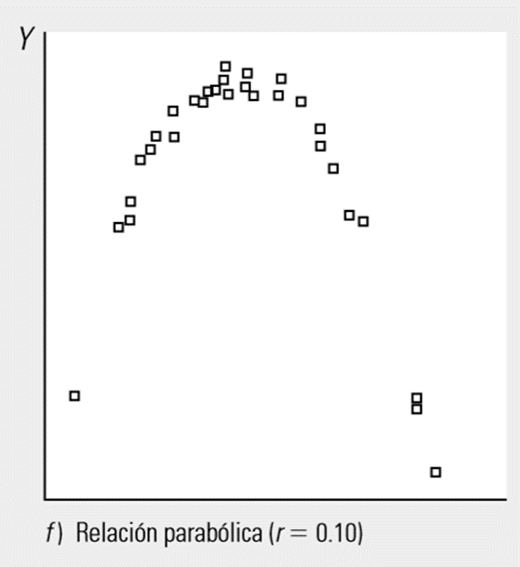 Y
f) Relación parabólica (r = 0.10)